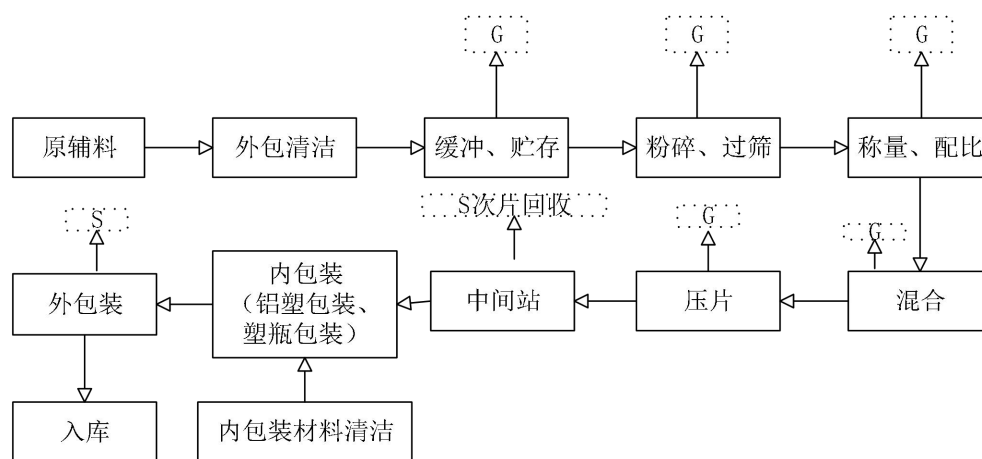 G
G
G
原辅料
外包清洁
缓冲、贮存
粉碎、过筛
称量、配比
S
S次片回收
G
G
外包装
内包装
（铝塑包装、
塑瓶包装）
中间站
压片
混合
入库
内包装材料清洁